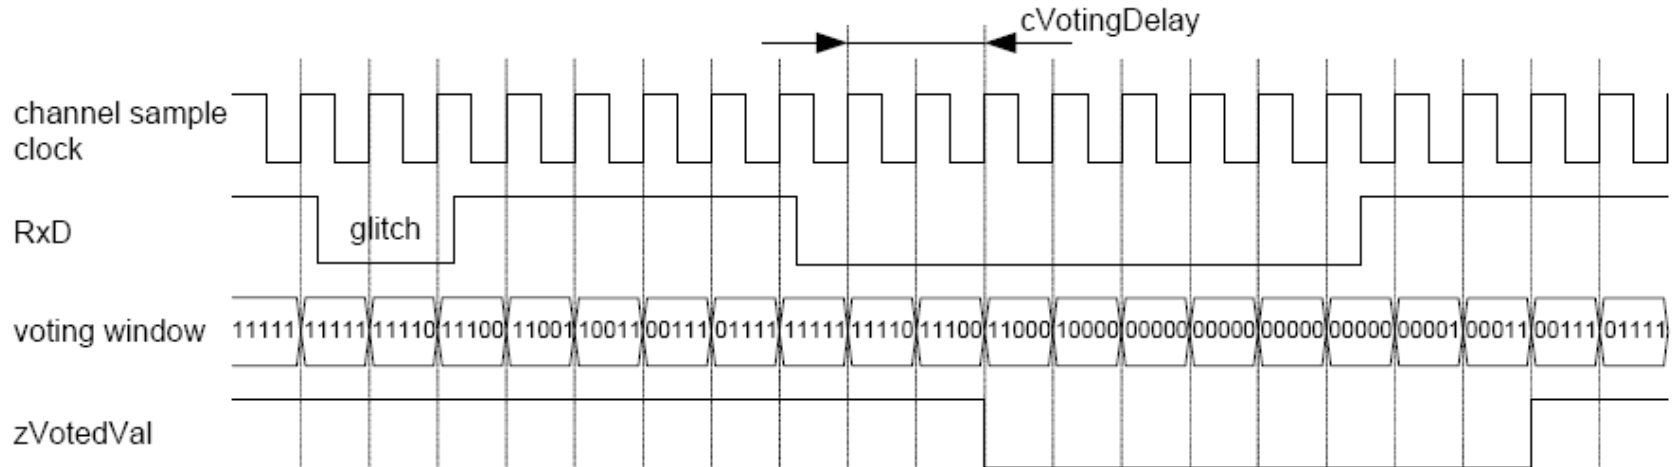 cVotingDelay
channel sample
clock
RxD
glitch
voting window
11111 11111 11110 11100 11001 10011 00111 01111 11111 11110 11100 11000 10000 00000 00000 00000 00000 00001 00011 00111 01111
zVotedVal